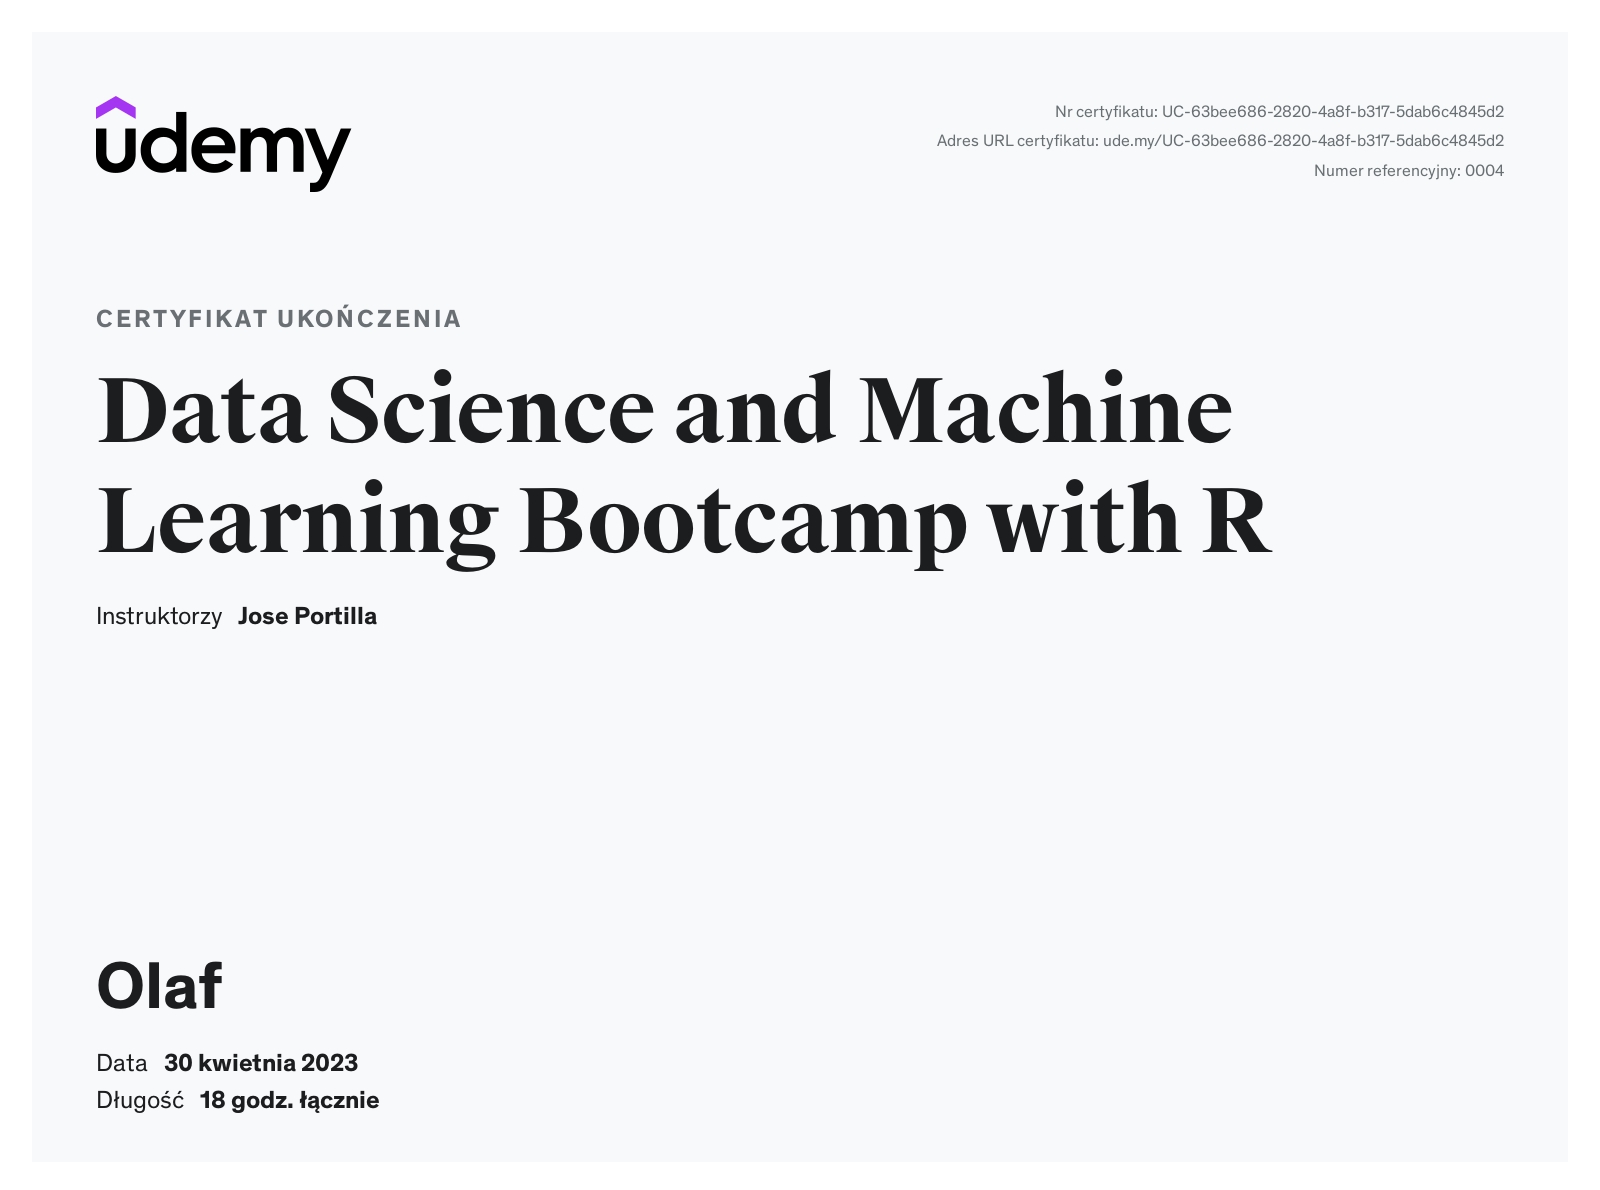 udemy
Nr certyfikatu: UC-63bee686-2820-4a8f-b317-5dab6c4845d2
Adres URL certyfikatu: ude.my/UC-63bee686-2820-4a8f-b317-5dab6c4845d2
Numer referencyjny: 0004
CERTYFIKAT UKOŃCZENIA
Data Science and Machine
Learning Bootcamp with R
Instruktorzy Jose Portilla
Olaf
Data 30 kwietnia 2023
Długość 18 godz. łącznie